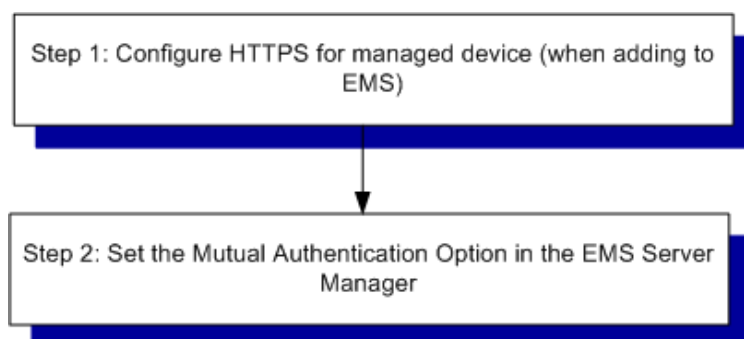 Step 1: Configure HTTPS for managed device (when adding to
EMS)
Step 2: Set the Mutual Authentication Option in the EMS Server
Manager